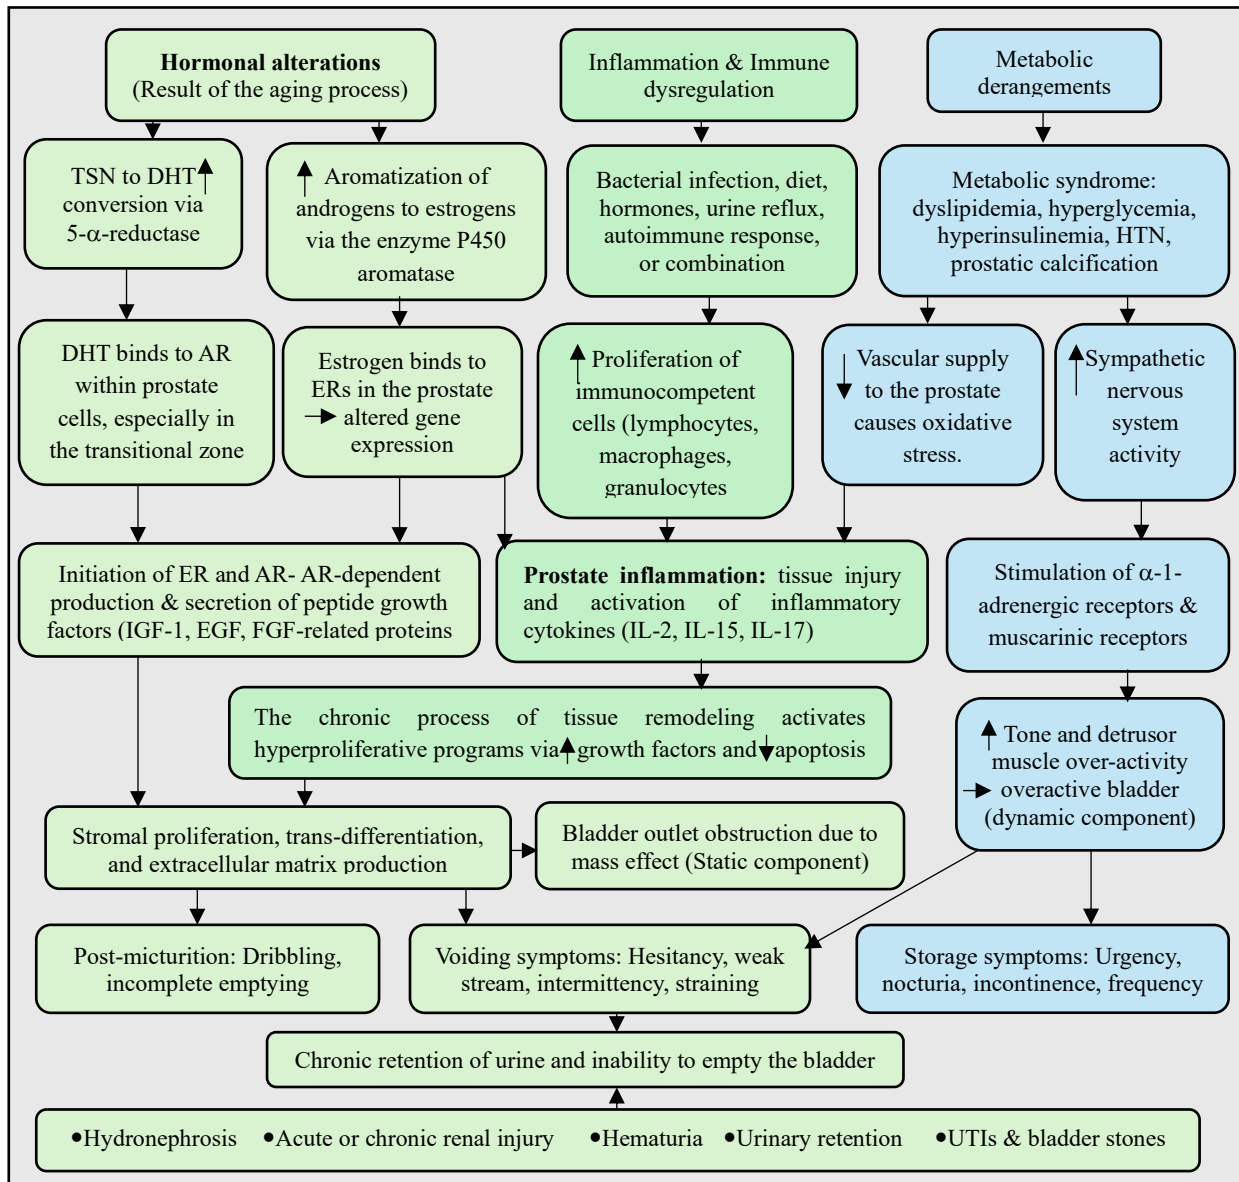 Hormonal alterations
(Result of the aging process)
Inflammation & Immune
dysregulation
Metabolic
derangements
TSN to DHT
conversion via
5-α-reductase
Aromatization of
androgens to estrogens
via the enzyme P450
aromatase
Bacterial infection, diet,
hormones, urine reflux,
autoimmune response,
or combination
Metabolic syndrome:
dyslipidemia, hyperglycemia,
hyperinsulinemia, HTN,
prostatic calcification
DHT binds to AR
within prostate
cells, especially in
the transitional zone
Estrogen binds to
ERs in the prostate
altered gene
expression
Proliferation of
immunocompetent
cells (lymphocytes,
macrophages,
granulocytes
Vascular supply
to the prostate
causes oxidative
stress.
Sympathetic
nervous
system
activity
Initiation of ER and AR- AR-dependent
production & secretion of peptide growth
factors (IGF-1, EGF, FGF-related proteins
Prostate inflammation: tissue injury
and activation of inflammatory
cytokines (IL-2, IL-15, IL-17)
Stimulation of α-1-
adrenergic receptors &
muscarinic receptors
The chronic process of tissue remodeling activates
hyperproliferative programs via growth factors and apoptosis
Tone and detrusor
muscle over-activity
overactive bladder
(dynamic component)
Stromal proliferation, trans-differentiation,
and extracellular matrix production
Bladder outlet obstruction due to
mass effect (Static component)
Post-micturition: Dribbling,
incomplete emptying
Voiding symptoms: Hesitancy, weak
stream, intermittency, straining
Storage symptoms: Urgency,
nocturia, incontinence, frequency
Chronic retention of urine and inability to empty the bladder
•Hydronephrosis •Acute or chronic renal injury •Hematuria •Urinary retention •UTIs & bladder stones